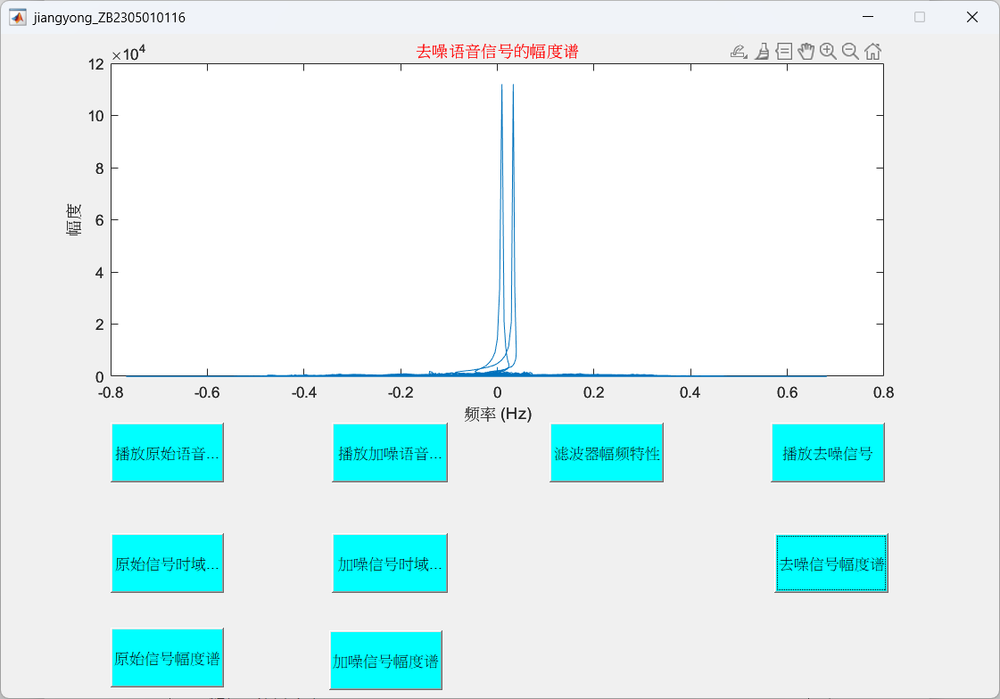 jiangyong_ZB2305010116
×10⁴
去噪语音信号的幅度谱
12
10
8
6
4
2
0
幅度
-0.8 -0.6 -0.4 -0.2 0 0.2 0.4 0.6 0.8
频率 (Hz)
播放原始语音... 播放加噪语音... 滤波器幅频特性 播放去噪信号
原始信号时域... 加噪信号时域... 去噪信号幅度谱
原始信号幅度谱 加噪信号幅度谱